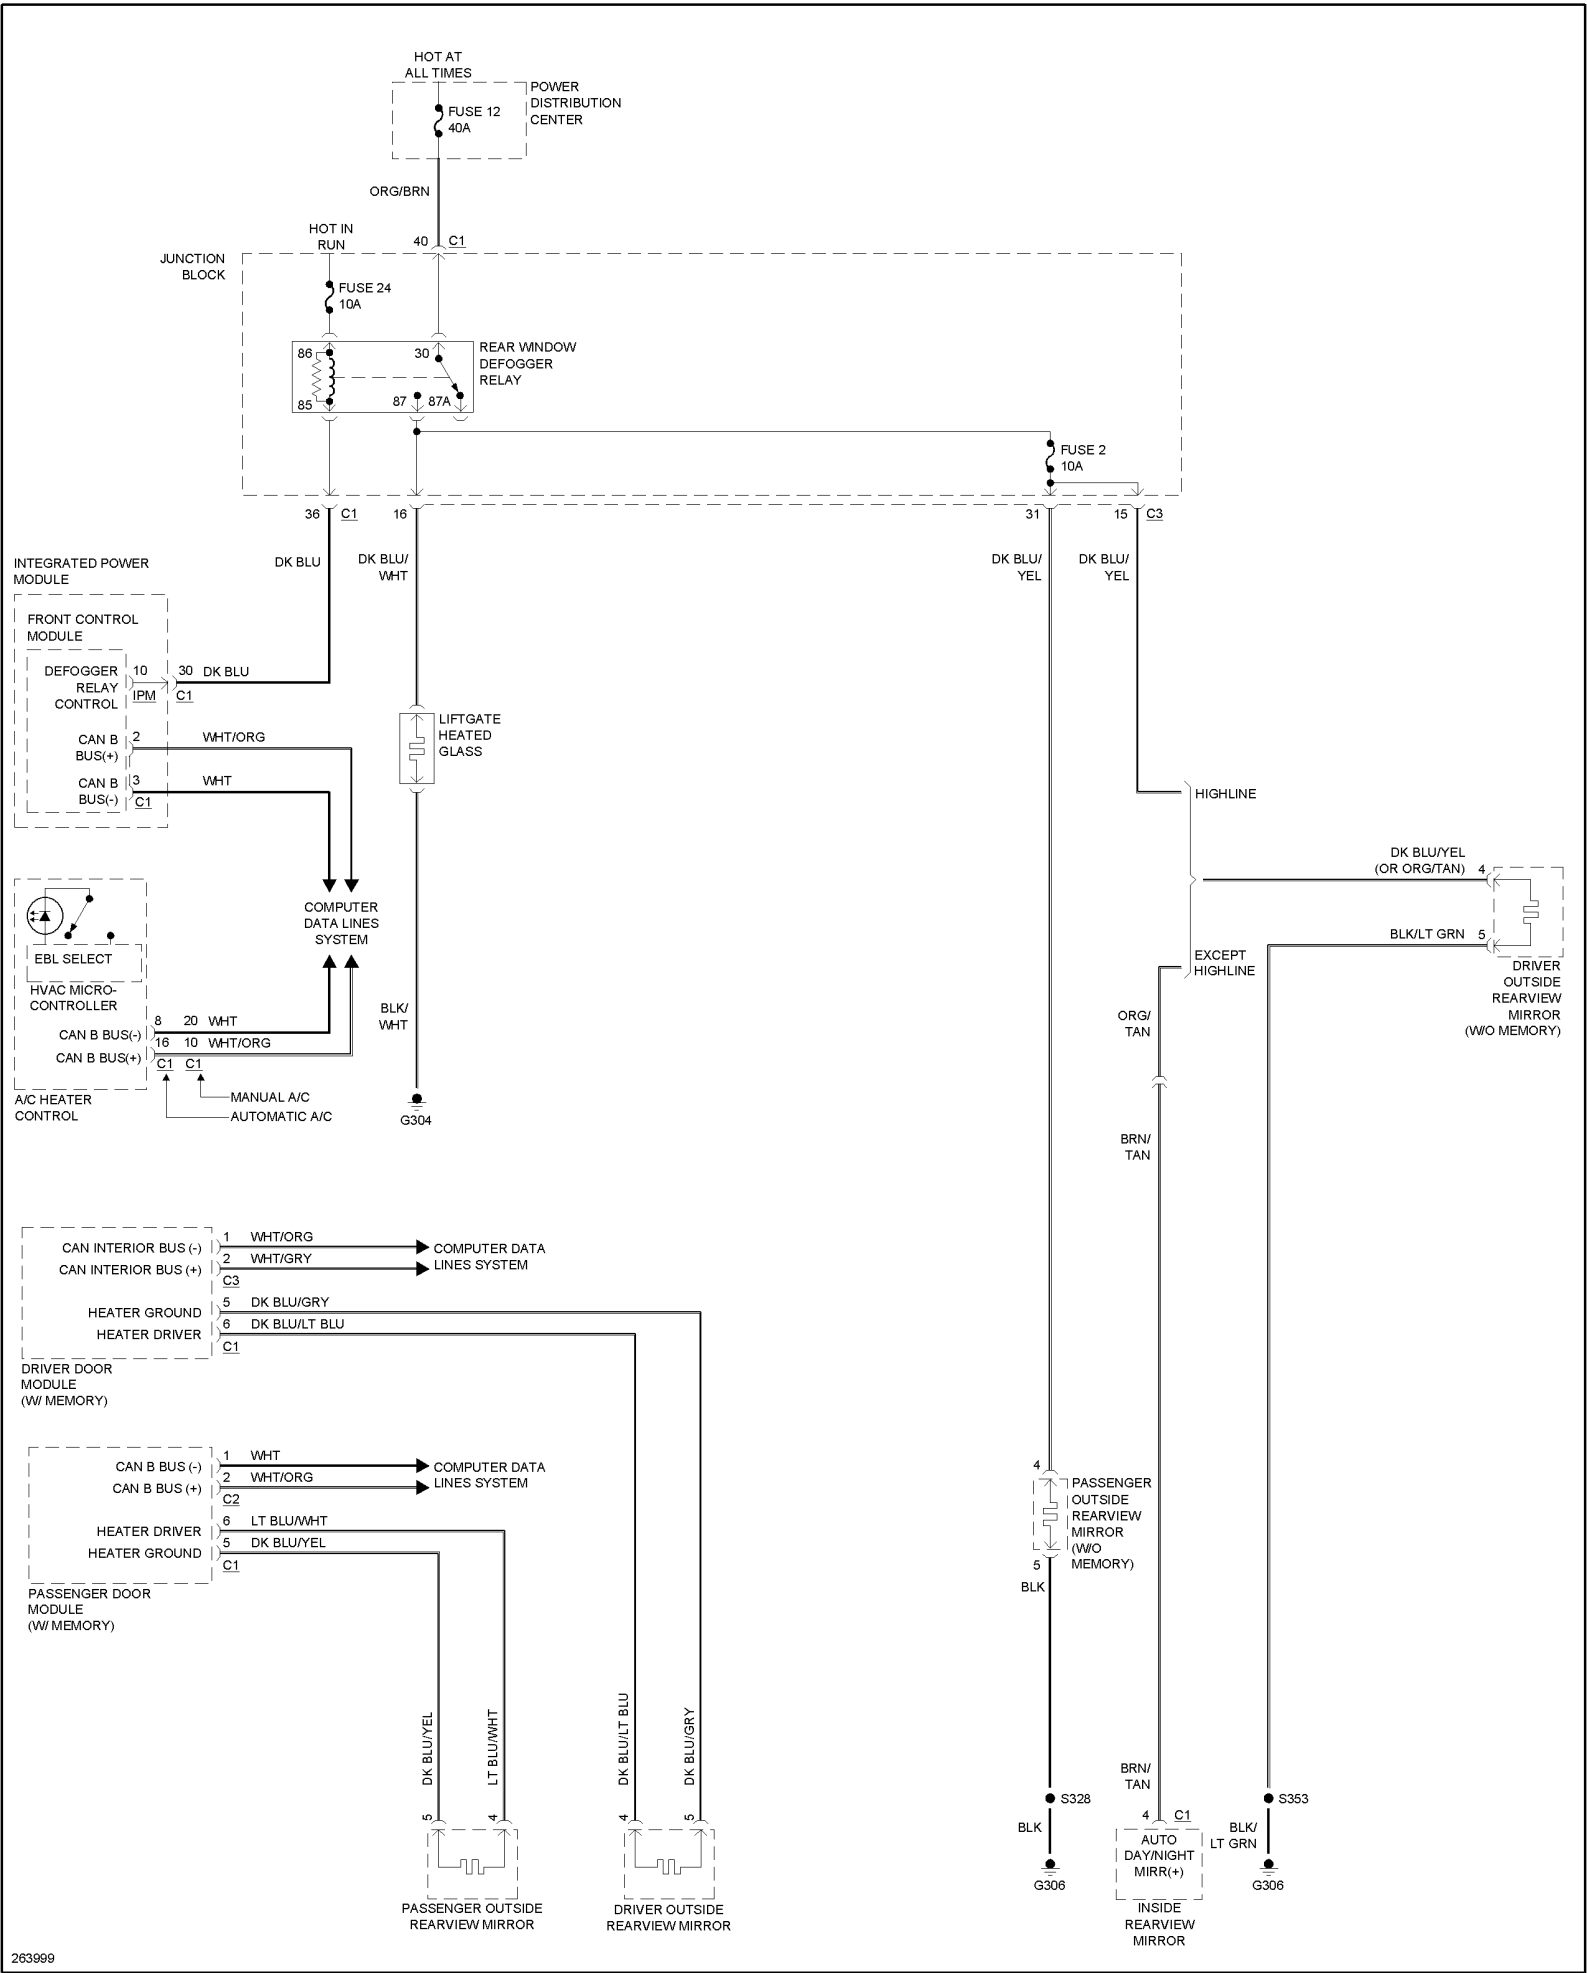 HOT AT
ALL TIMES
POWER
DISTRIBUTION
CENTER
FUSE 12
40A
ORG/BRN
HOT IN
RUN
40 C1
JUNCTION
BLOCK
FUSE 24
10A
86
30
REAR WINDOW
DEFOGGER
RELAY
85
87 87A
FUSE 2
10A
36 C1
16
31
15 C3
DK BLU
DK BLU/
WHT
DK BLU/
YEL
DK BLU/
YEL
INTEGRATED POWER
MODULE
FRONT CONTROL
MODULE
DEFOGGER
RELAY
CONTROL
10
IPM
30 DK BLU
C1
CAN B
BUS(+)
2
WHT/ORG
CAN B
BUS(-)
3
C1
WHT
LIFTGATE
HEATED
GLASS
HIGHLINE
DK BLU/YEL
(OR ORG/TAN)
4
BLK/LT GRN 5
EXCEPT
HIGHLINE
DRIVER
OUTSIDE
REARVIEW
MIRROR
(W/O MEMORY)
COMPUTER
DATA LINES
SYSTEM
EBL SELECT
HVAC MICRO-
CONTROLLER
CAN B BUS(-)
8 20 WHT
CAN B BUS(+)
16 10 WHT/ORG
C1 C1
A/C HEATER
CONTROL
MANUAL A/C
AUTOMATIC A/C
BLK/
WHT
G304
ORG/
TAN
BRN/
TAN
CAN INTERIOR BUS (-)
1 WHT/ORG
CAN INTERIOR BUS (+)
2 WHT/GRY
C3
COMPUTER DATA
LINES SYSTEM
HEATER GROUND
5 DK BLU/GRY
HEATER DRIVER
6 DK BLU/LT BLU
C1
DRIVER DOOR
MODULE
(W/ MEMORY)
CAN B BUS (-)
1 WHT
CAN B BUS (+)
2 WHT/ORG
C2
COMPUTER DATA
LINES SYSTEM
HEATER DRIVER
6 LT BLU/WHT
HEATER GROUND
5 DK BLU/YEL
C1
PASSENGER DOOR
MODULE
(W/ MEMORY)
4
PASSENGER
OUTSIDE
REARVIEW
MIRROR
(W/O
MEMORY)
5
BLK
DK BLU/YEL
LT BLU/WHT
DK BLU/LT BLU
DK BLU/GRY
5
4
4
5
PASSENGER OUTSIDE
REARVIEW MIRROR
DRIVER OUTSIDE
REARVIEW MIRROR
S328
BLK
G306
BRN/
TAN
4 C1
AUTO
DAY/NIGHT
MIRR(+)
INSIDE
REARVIEW
MIRROR
S353
BLK/
LT GRN
G306
263999